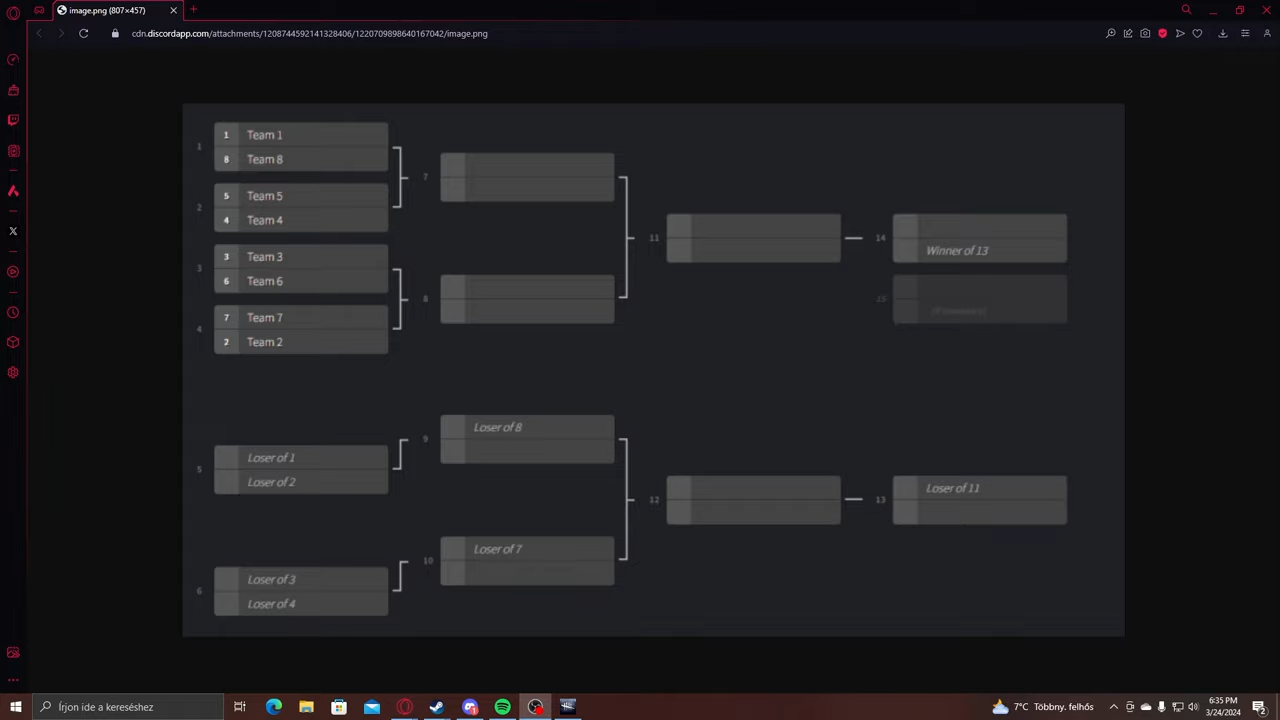 image.png (807×457)
cdn.discordapp.com/attachments/1208744592141328406/1220709898640167042/image.png
1 Team 1
1
8 Team 8
7
5 Team 5
2
4 Team 4
11
14
Winner of 13
3 Team 3
3
6 Team 6
8
7 Team 7
4
2 Team 2
Loser of 8
9
Loser of 1
5
Loser of 2
12
Loser of 11
13
Loser of 7
10
Loser of 3
6
Loser of 4
Írjon ide a kereséshez
7°C Többny. felhős
6:35 PM
3/24/2024
2